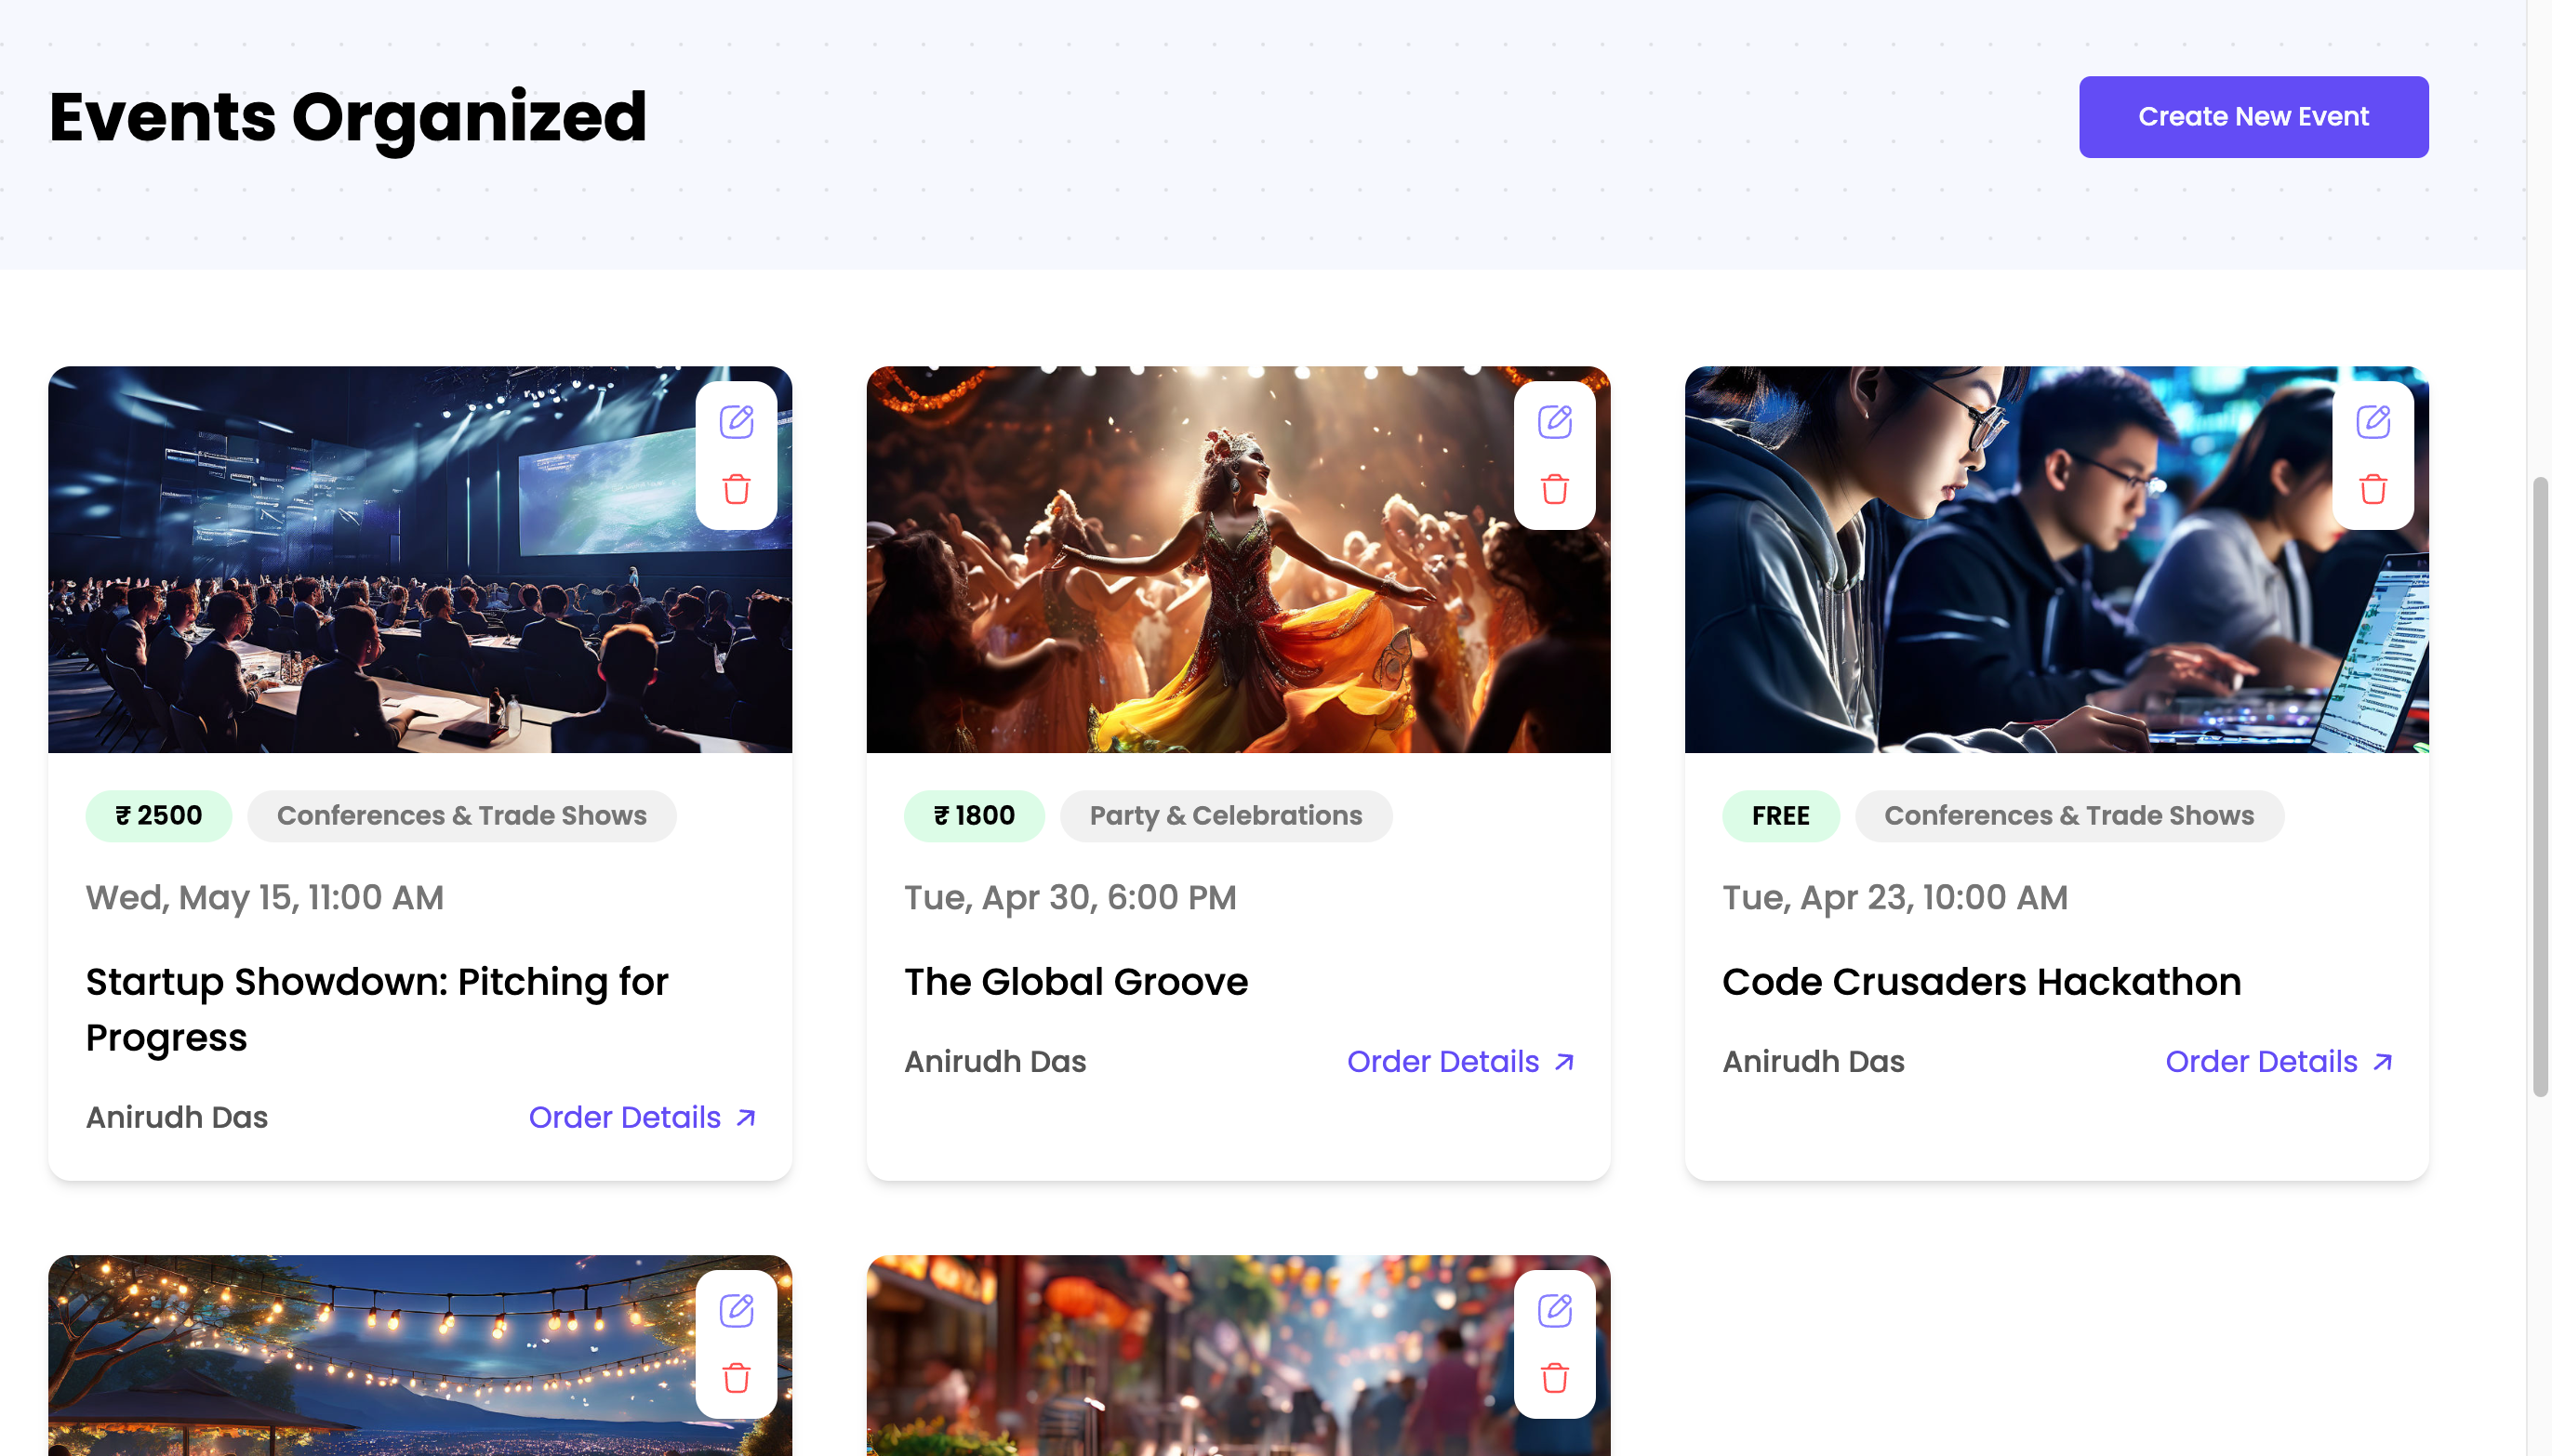 Events Organized
Create New Event
₹ 2500
Conferences & Trade Shows
Wed, May 15, 11:00 AM
Startup Showdown: Pitching for
Progress
Anirudh Das
Order Details
₹ 1800
Party & Celebrations
Tue, Apr 30, 6:00 PM
The Global Groove
Anirudh Das
Order Details
FREE
Conferences & Trade Shows
Tue, Apr 23, 10:00 AM
Code Crusaders Hackathon
Anirudh Das
Order Details